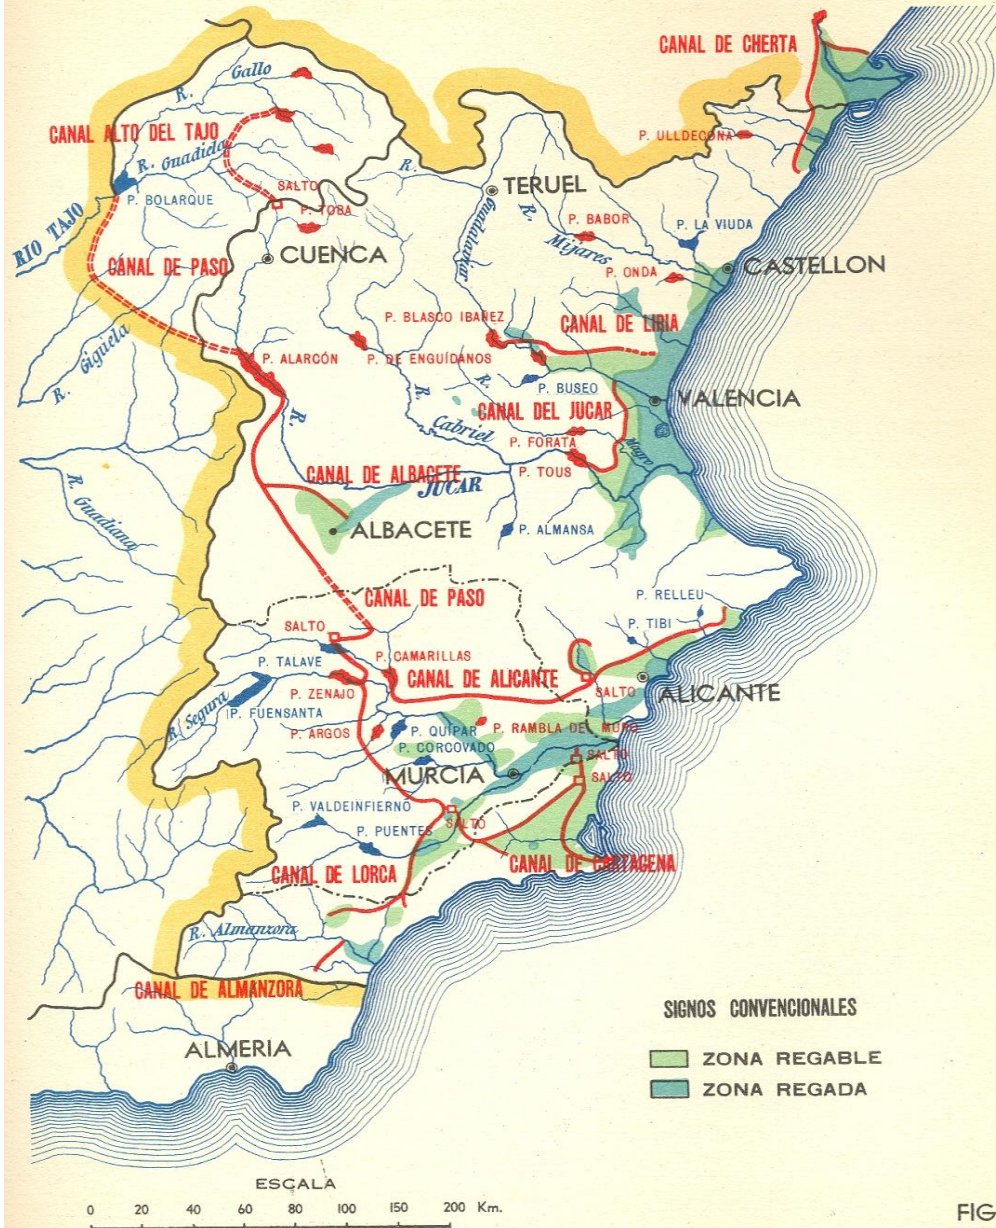 CANAL DE CHERTA
R. Gallo
CANAL ALTO DEL TAJO
P. ULLDECONA
R. Guadiela
SALTO
R.
TERUEL
P. BOLARQUE
P. TOBA
RIO TAJO
R.
Guadalaviar
P. BABOR
P. LA VIUDA
CUENCA
Mijares
CANAL DE PASO
P. ONDA
CASTELLON
P. BLASCO IBAÑEZ
CANAL DE LIRIA
R. Gigüela
P. ALARCÓN
P. DE ENGUÍDANOS
R.
P. BUSEO
R.
R.
CANAL DEL JUCAR
VALENCIA
Cabriel
P. FORATA
Magro
CANAL DE ALBACETE
P. TOUS
JUCAR
R. Guadiana
ALBACETE
P. ALMANSA
CANAL DE PASO
P. RELLEU
SALTO
P. TIBI
P. TALAVE
P. CAMARILLAS
CANAL DE ALICANTE
P. ZENAJO
SALTO
ALICANTE
R. Segura
P. FUENSANTA
P. ARGOS
P. QUIPAR
P. RAMBLA DE MURO
P. CORCOVADO
SALTO
MURCIA
SALTO
P. VALDEINFIERNO
SALTO
P. PUENTES
CANAL DE LORCA
CANAL DE CARTAGENA
R. Almanzora
CANAL DE ALMANZORA
SIGNOS CONVENCIONALES
ALMERIA
ZONA REGABLE
ZONA REGADA
ESCALA
0 20 40 60 80 100 150 200 Km.
FIG